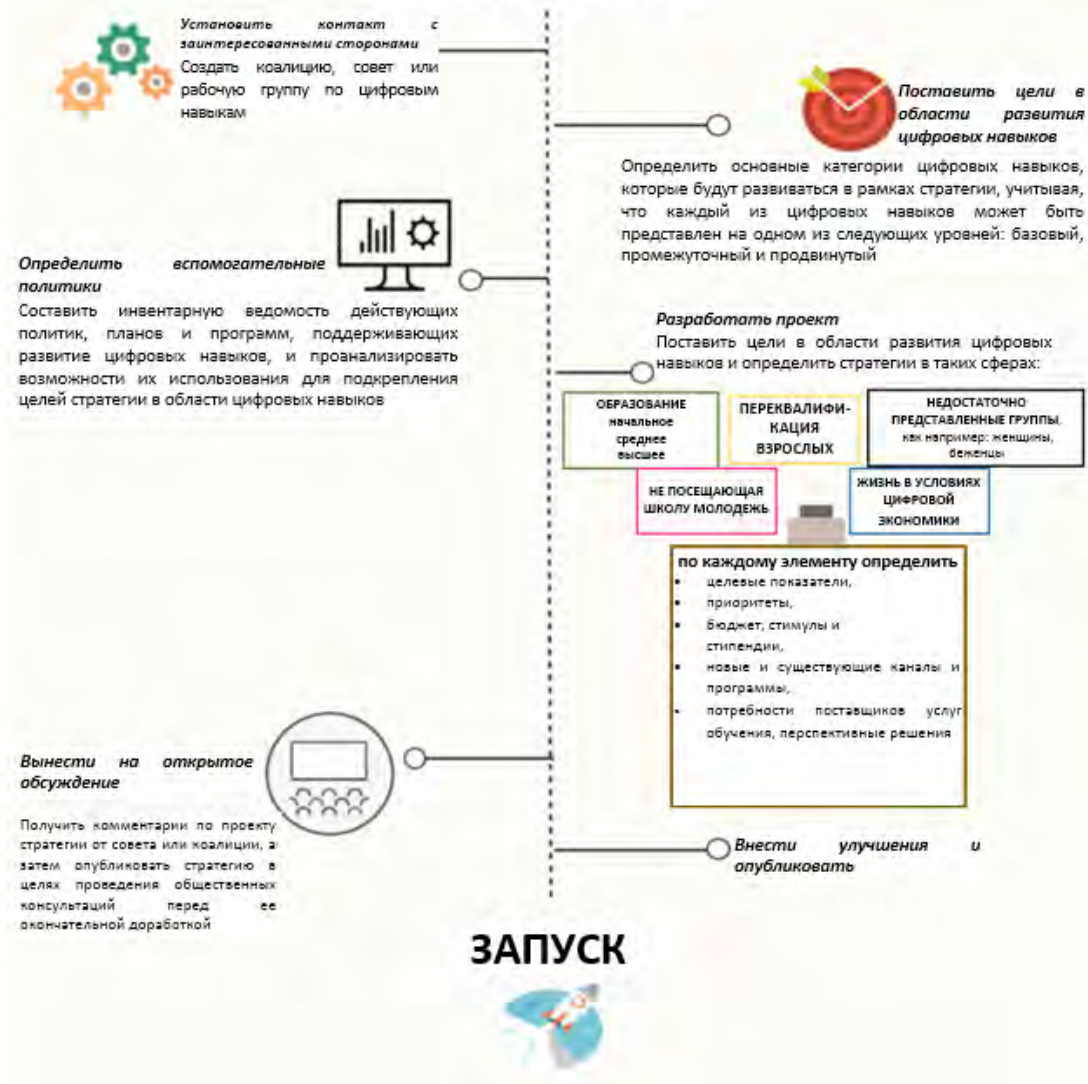 Установить контакт с
заинтересованными сторонами
Создать коалицию, совет или
рабочую группу по цифровым
навыкам
Поставить цели в
области развития
цифровых навыков
Определить основные категории цифровых навыков,
которые будут развиваться в рамках стратегии, учитывая,
что каждый из цифровых навыков может быть
представлен на одном из следующих уровней: базовый,
промежуточный и продвинутый
Определить вспомогательные
политики
Составить инвентарную ведомость действующих
политик, планов и программ, поддерживающих
развитие цифровых навыков, и проанализировать
возможности их использования для подкрепления
целей стратегии в области цифровых навыков
Разработать проект
Поставить цели в области развития цифровых
навыков и определить стратегии в таких сферах:
ОБРАЗОВАНИЕ
начальное
среднее
высшее
ПЕРЕКВАЛИФИ-
КАЦИЯ
ВЗРОСЛЫХ
НЕДОСТАТОЧНО
ПРЕДСТАВЛЕННЫЕ ГРУППЫ,
как например: женщины,
беженцы
НЕ ПОСЕЩАЮЩАЯ
ШКОЛУ МОЛОДЕЖЬ
ЖИЗНЬ В УСЛОВИЯХ
ЦИФРОВОЙ
ЭКОНОМИКИ
по каждому элементу определить
• целевые показатели,
• приоритеты,
• бюджет, стимулы и
стипендии,
• новые и существующие каналы и
программы,
• потребности поставщиков услуг
обучения, перспективные решения
Вынести на открытое
обсуждение
Получить комментарии по проекту
стратегии от совета или коалиции, а
затем опубликовать стратегию в
целях проведения общественных
консультаций перед ее
окончательной доработкой
Внести улучшения и
опубликовать
ЗАПУСК